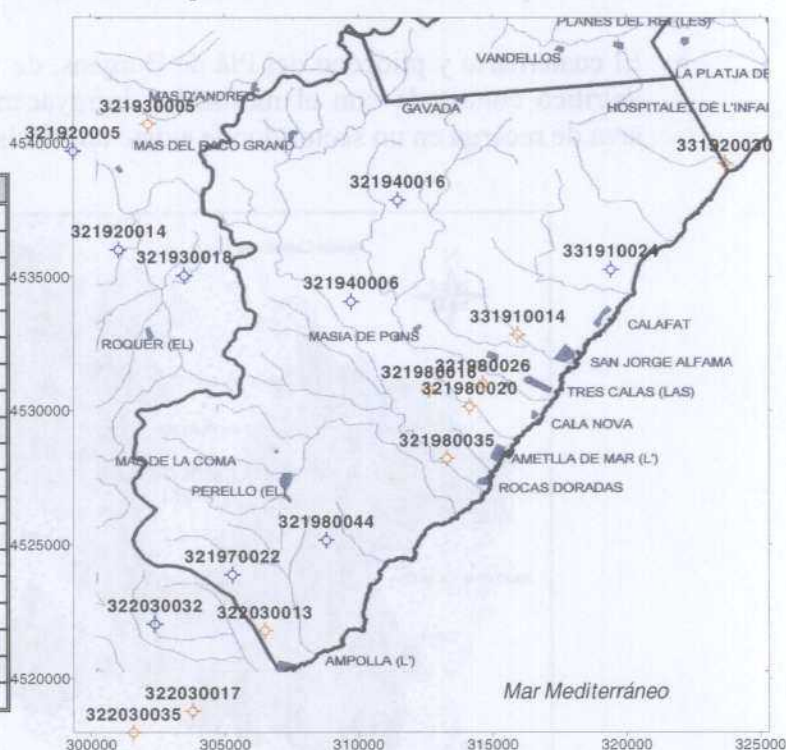 PLANES DEL REI (LES)
VANDELLOS
LA PLATJA DE
MAS D'ANDREU
GAVADA
HOSPITALET DE L'INFA
321930005
321920005
4540000
MAS DEL BACO GRAND
331920030
321940016
321920014
321930018
331910024
4535000
321940006
331910014
CALAFAT
MASIA DE PONS
ROQUER (EL)
SAN JORGE ALFAMA
321980026
321980018
321980020
TRES CALAS (LAS)
4530000
CALA NOVA
321980035
MAS DE LA COMA
AMETLLA DE MAR (L')
PERELLO (EL)
ROCAS DORADAS
321980044
4525000
321970022
322030032
322030013
AMPOLLA (L')
4520000
Mar Mediterráneo
322030017
322030035
300000 305000 310000 315000 320000 325000